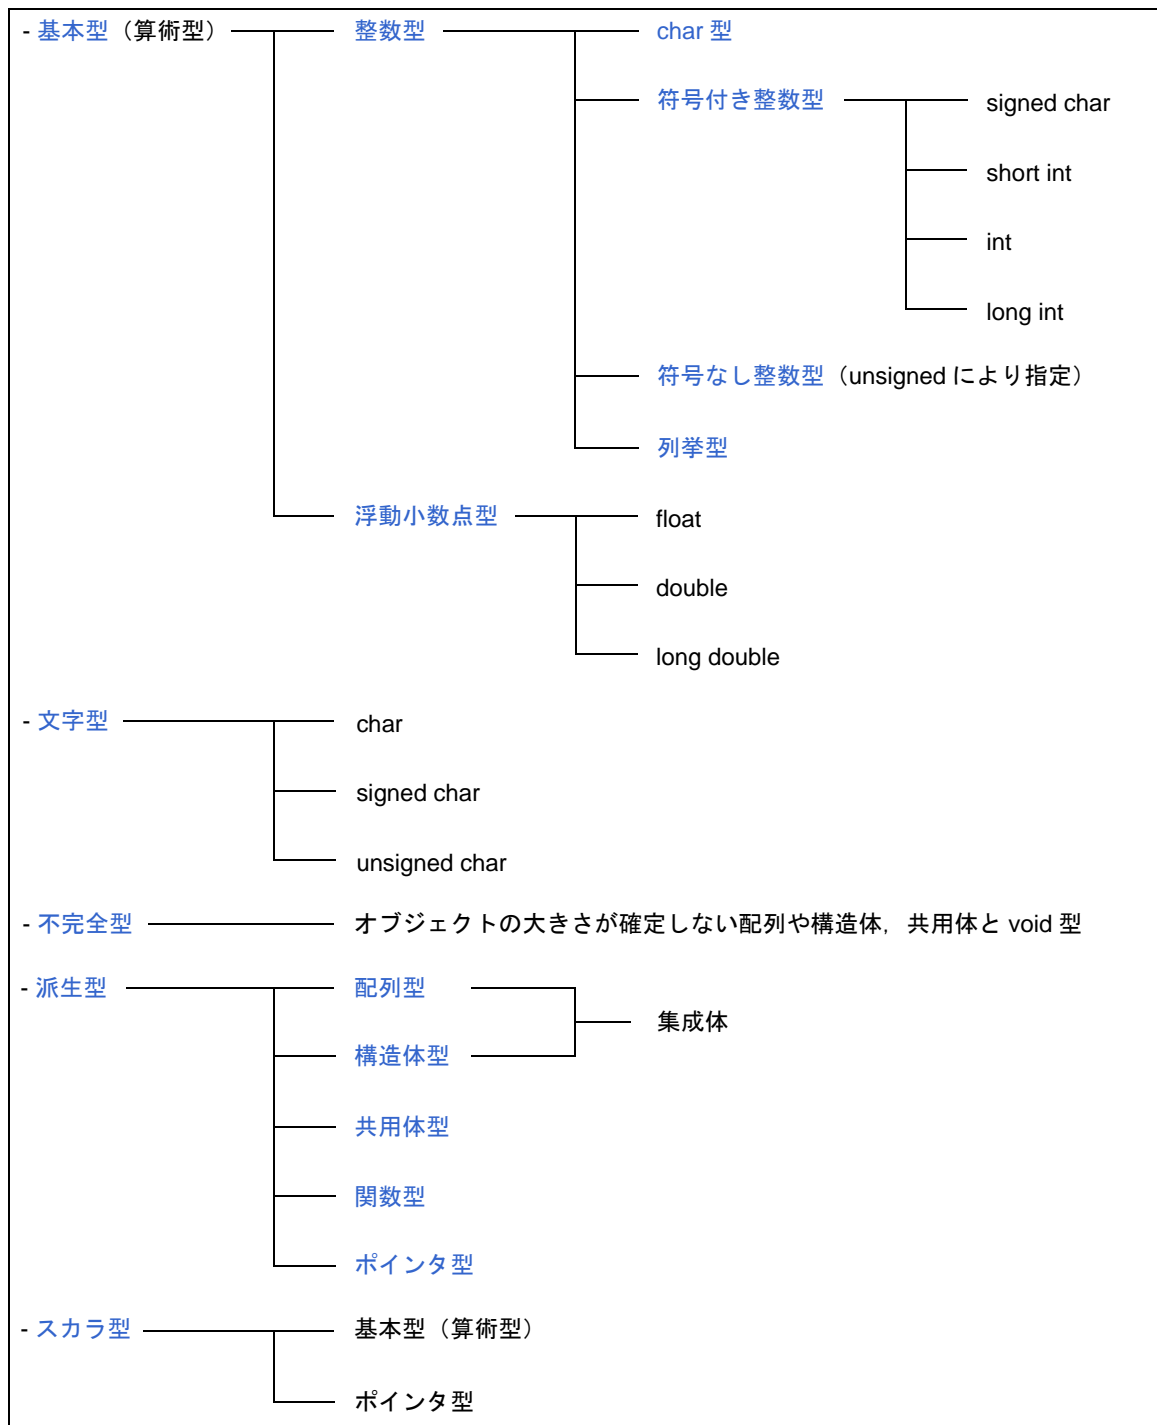 - 基本型（算術型） 整数型 char 型
符号付き整数型 signed char
short int
int
long int
符号なし整数型（unsigned により指定）
列挙型
浮動小数点型 float
double
long double
- 文字型 char
signed char
unsigned char
- 不完全型 オブジェクトの大きさが確定しない配列や構造体，共用体と void 型
- 派生型 配列型
集成体
構造体型
共用体型
関数型
ポインタ型
- スカラ型 基本型（算術型）
ポインタ型